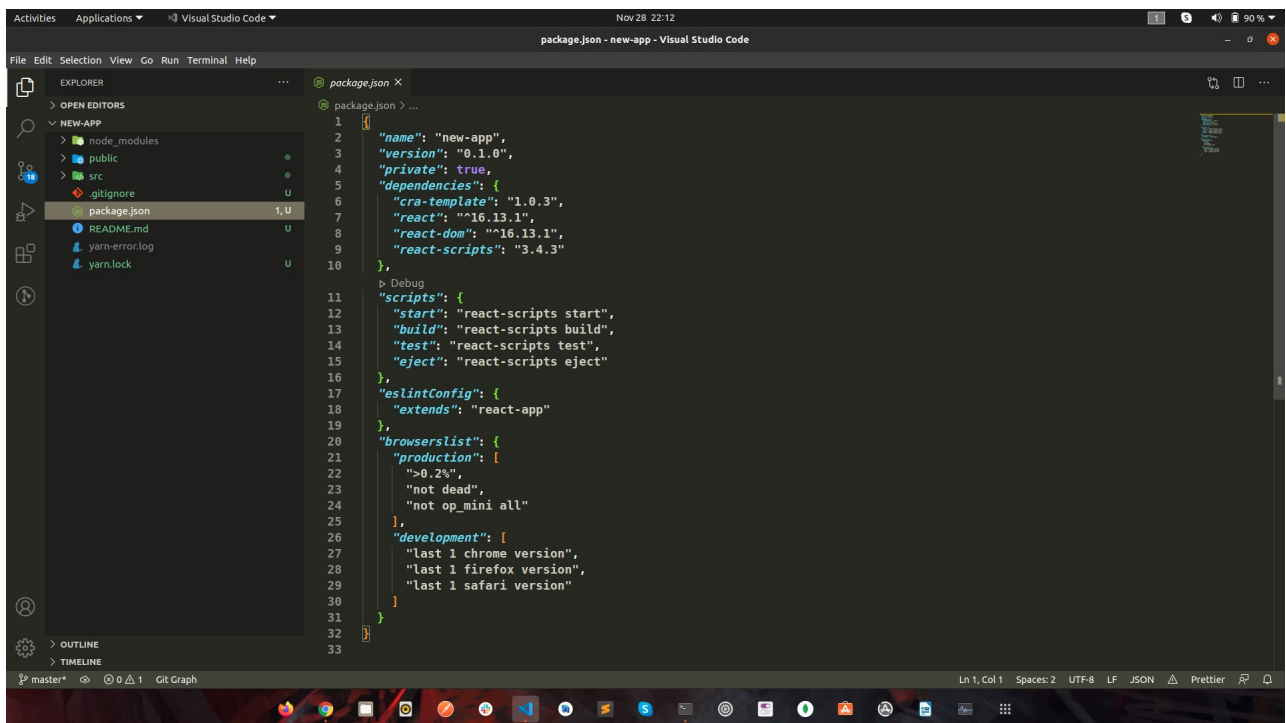 Activities Applications Visual Studio Code Nov 28 22:12 1 S 90 %
package.json - new-app - Visual Studio Code
File Edit Selection View Go Run Terminal Help
EXPLORER
OPEN EDITORS
NEW-APP
node_modules
public
src
.gitignore U
package.json 1, U
README.md U
yarn-error.log
yarn.lock U
18
OUTLINE
TIMELINE
package.json
package.json > ...
1 {
2 "name": "new-app",
3 "version": "0.1.0",
4 "private": true,
5 "dependencies": {
6 "cra-template": "1.0.3",
7 "react": "^16.13.1",
8 "react-dom": "^16.13.1",
9 "react-scripts": "3.4.3"
10 },
Debug
11 "scripts": {
12 "start": "react-scripts start",
13 "build": "react-scripts build",
14 "test": "react-scripts test",
15 "eject": "react-scripts eject"
16 },
17 "eslintConfig": {
18 "extends": "react-app"
19 },
20 "browserslist": {
21 "production": [
22 ">0.2%",
23 "not dead",
24 "not op_mini all"
25 ],
26 "development": [
27 "last 1 chrome version",
28 "last 1 firefox version",
29 "last 1 safari version"
30 ]
31 }
32 }
33
master* 0 1 Git Graph Ln 1, Col 1 Spaces: 2 UTF-8 LF JSON Prettier